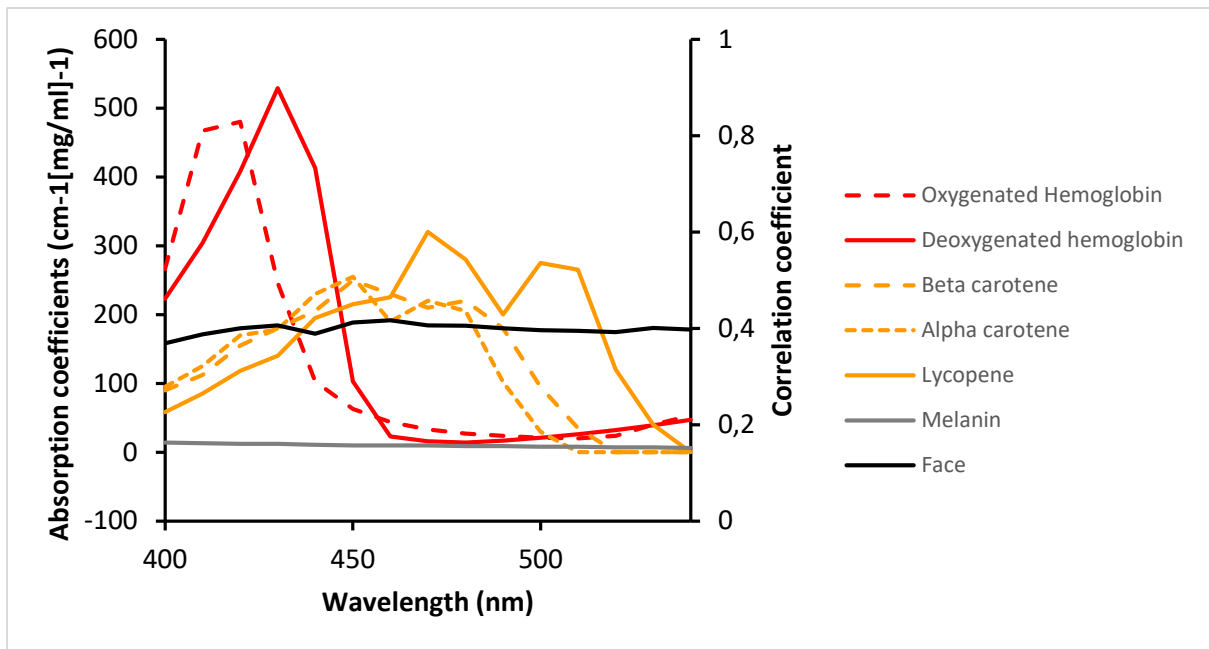 600
500
400
300
200
100
0
-100
Absorption coefficients (cm-1[mg/ml]-1)
1
0,8
0,6
0,4
0,2
0
Correlation coefficient
400
450
500
Wavelength (nm)
Oxygenated Hemoglobin
Deoxygenated hemoglobin
Beta carotene
Alpha carotene
Lycopene
Melanin
Face